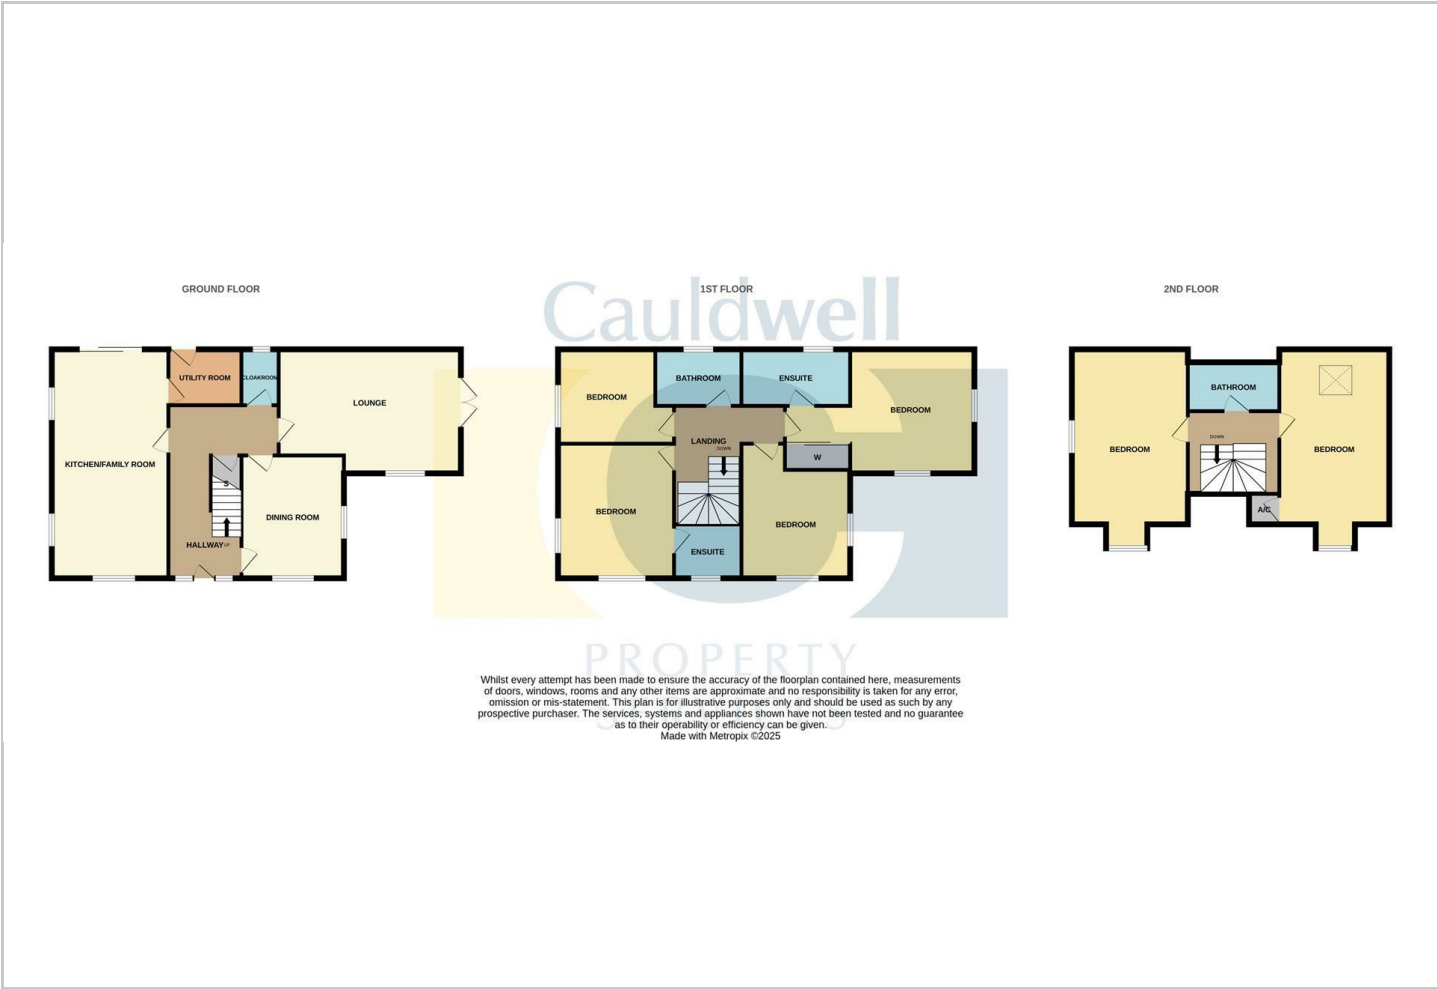 Cauldwell
GROUND FLOOR
1ST FLOOR
2ND FLOOR
UTILITY ROOM
CLOAKROOM
LOUNGE
KITCHEN/FAMILY ROOM
S
DINING ROOM
HALLWAY
UP
BEDROOM
BATHROOM
ENSUITE
BEDROOM
LANDING
DOWN
W
BEDROOM
BEDROOM
ENSUITE
BATHROOM
DOWN
BEDROOM
BEDROOM
A/C
PROPERTY
Whilst every attempt has been made to ensure the accuracy of the floorplan contained here, measurements
of doors, windows, rooms and any other items are approximate and no responsibility is taken for any error,
omission or mis-statement. This plan is for illustrative purposes only and should be used as such by any
prospective purchaser. The services, systems and appliances shown have not been tested and no guarantee
as to their operability or efficiency can be given.
Made with Metropix ©2025